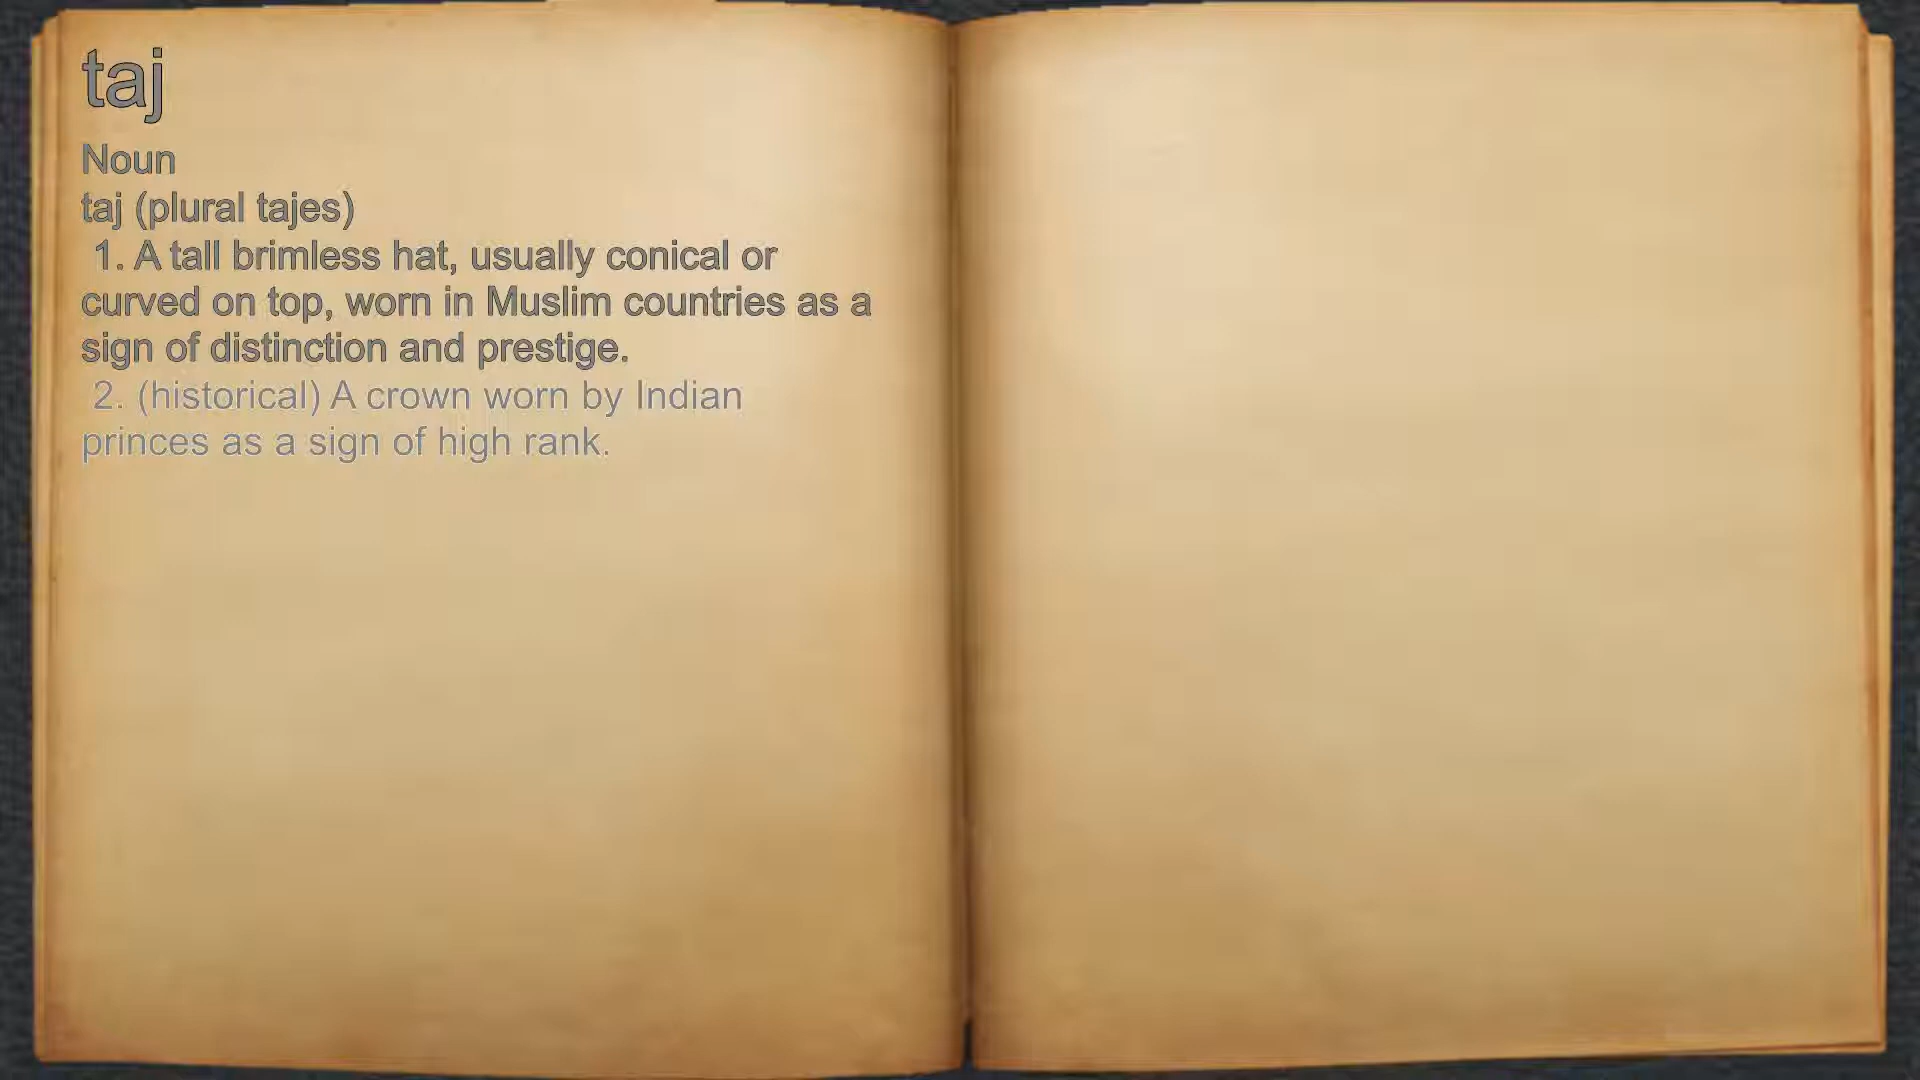 taj
Noun
taj (plural tajes)
1. A tall brimless hat, usually conical or
curved on top, worn in Muslim countries as a
sign of distinction and prestige.
2. (historical) A crown worn by Indian
princes as a sign of high rank.